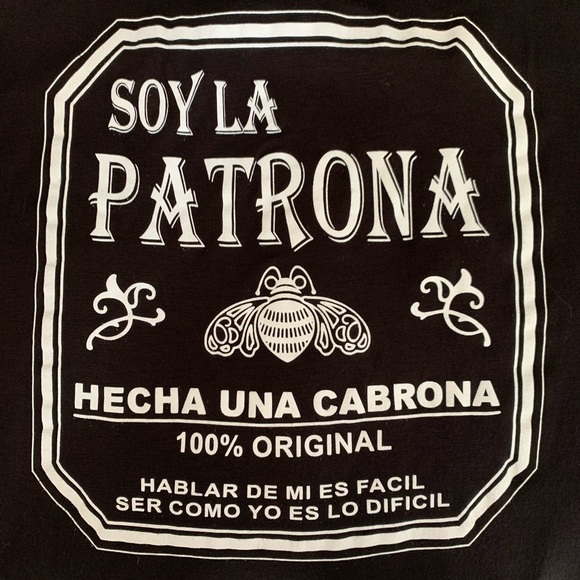 SOY LA
PATRONA
HECHA UNA CABRONA
100% ORIGINAL
HABLAR DE MI ES FACIL
SER COMO YO ES LO DIFICIL